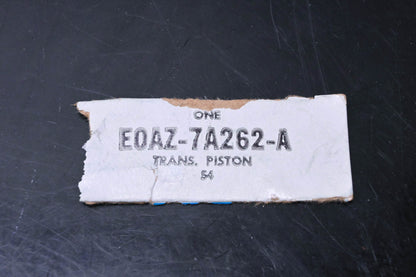 ONE
E0AZ-7A262-A
TRANS. PISTON
54